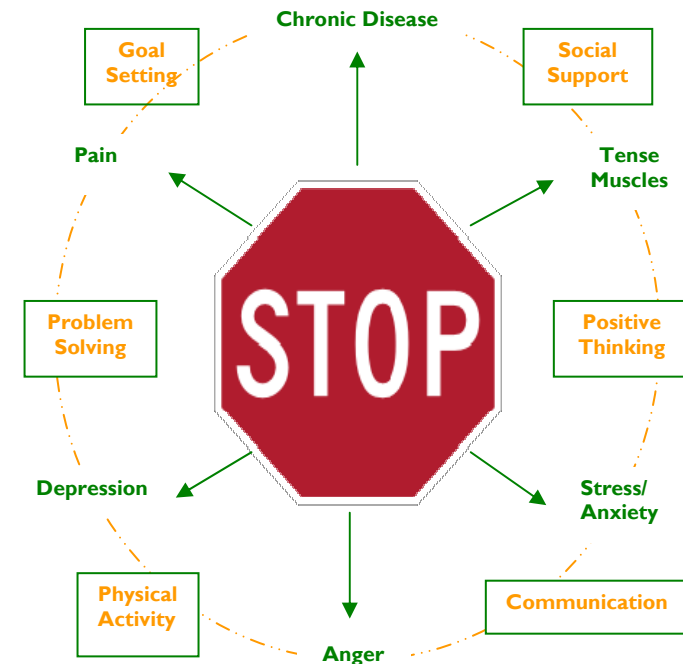 Chronic Disease
Goal
Setting
Social
Support
Pain
Tense
Muscles
Problem
Solving
STOP
Positive
Thinking
Depression
Stress/
Anxiety
Physical
Activity
Communication
Anger